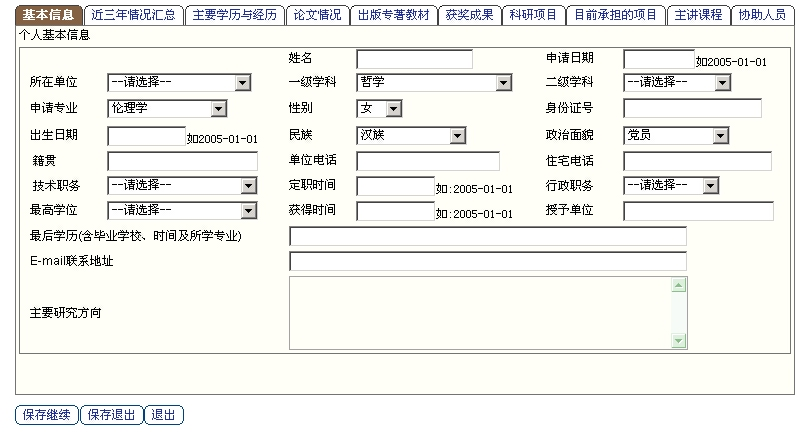 基本信息 近三年情况汇总 主要学历与经历 论文情况 出版专著教材 获奖成果 科研项目 目前承担的项目 主讲课程 协助人员
个人基本信息
姓名 申请日期 如2005-01-01
所在单位 --请选择-- 一级学科 哲学 二级学科 --请选择--
申请专业 伦理学 性别 女 身份证号
出生日期 如2005-01-01 民族 汉族 政治面貌 党员
籍贯 单位电话 住宅电话
技术职务 --请选择-- 定职时间 如:2005-01-01 行政职务 --请选择--
最高学位 --请选择-- 获得时间 如:2005-01-01 授予单位
最后学历(含毕业学校、时间及所学专业)
E-mail联系地址
主要研究方向
保存继续 保存退出 退出